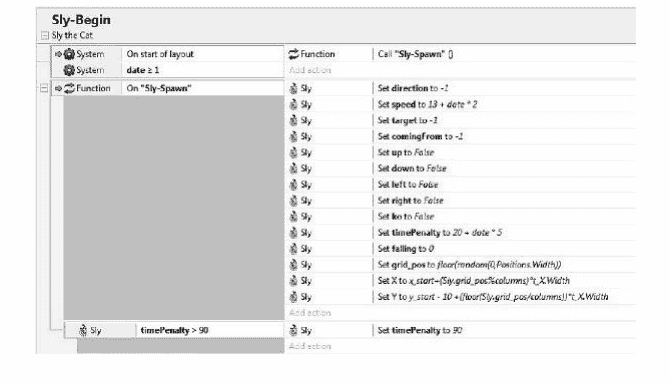 Sly-Begin
Sly the Cat
System On start of layout Function Call "Sly-Spawn" ()
System date ≥ 1 Add action
Function On "Sly-Spawn" Sly Set direction to -1
Sly Set speed to 13 + date * 2
Sly Set target to -1
Sly Set comingFrom to -1
Sly Set up to False
Sly Set down to False
Sly Set left to False
Sly Set right to False
Sly Set ko to False
Sly Set timePenalty to 20 + date * 5
Sly Set falling to 0
Sly Set grid_pos to floor(random(0,Positions.Width))
Sly Set X to x_start+(Sly.grid_pos%columns)*t_X.Width
Sly Set Y to y_start - 10 +(floor(Sly.grid_pos/columns))*t_X.Width
Add action
Sly timePenalty > 90 Sly Set timePenalty to 90
Add action